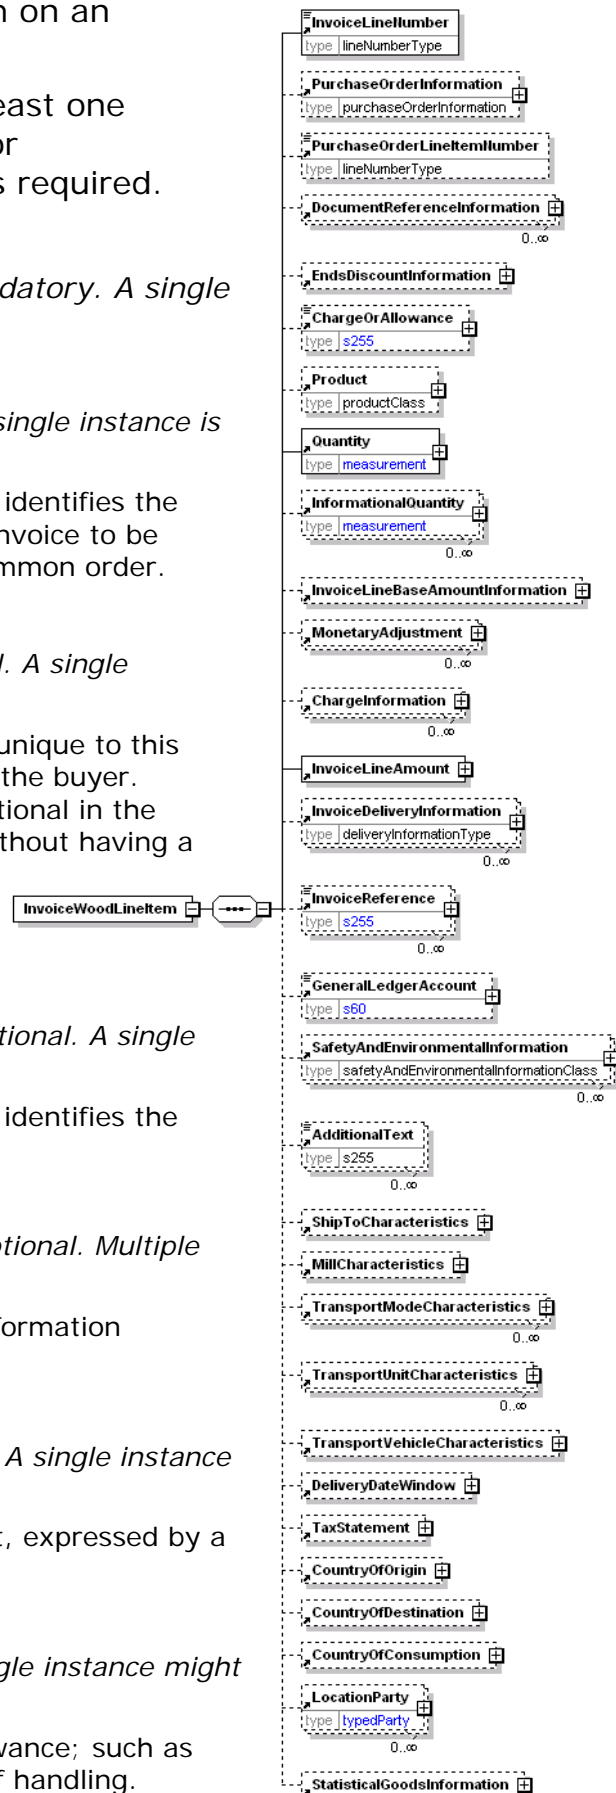 n on an
east one
or
s required.
datory. A single
single instance is
identifies the
nvoice to be
mmon order.
l. A single
unique to this
the buyer.
tional in the
thout having a
tional. A single
identifies the
ptional. Multiple
formation
A single instance
t, expressed by a
gle instance might
wance; such as
f handling.
InvoiceWoodLineItem
InvoiceLineNumber
type lineNumberType
PurchaseOrderInformation
type purchaseOrderInformation
PurchaseOrderLineItemNumber
type lineNumberType
DocumentReferenceInformation
0..∞
EndsDiscountInformation
ChargeOrAllowance
type s255
Product
type productClass
Quantity
type measurement
InformationalQuantity
type measurement
0..∞
InvoiceLineBaseAmountInformation
MonetaryAdjustment
0..∞
ChargeInformation
0..∞
InvoiceLineAmount
InvoiceDeliveryInformation
type deliveryInformationType
0..∞
InvoiceReference
type s255
0..∞
GeneralLedgerAccount
type s60
SafetyAndEnvironmentalInformation
type safetyAndEnvironmentalInformationClass
0..∞
AdditionalText
type s255
0..∞
ShipToCharacteristics
MillCharacteristics
TransportModeCharacteristics
0..∞
TransportUnitCharacteristics
0..∞
TransportVehicleCharacteristics
DeliveryDateWindow
TaxStatement
CountryOfOrigin
CountryOfDestination
CountryOfConsumption
LocationParty
type typedParty
0..∞
StatisticalGoodsInformation